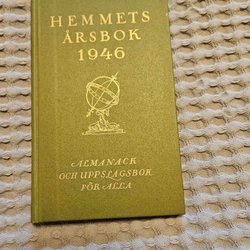 HEMMETS
ÅRSBOK
1946
ALMANACK
OCH UPPSLAGSBOK
FÖR ALLA